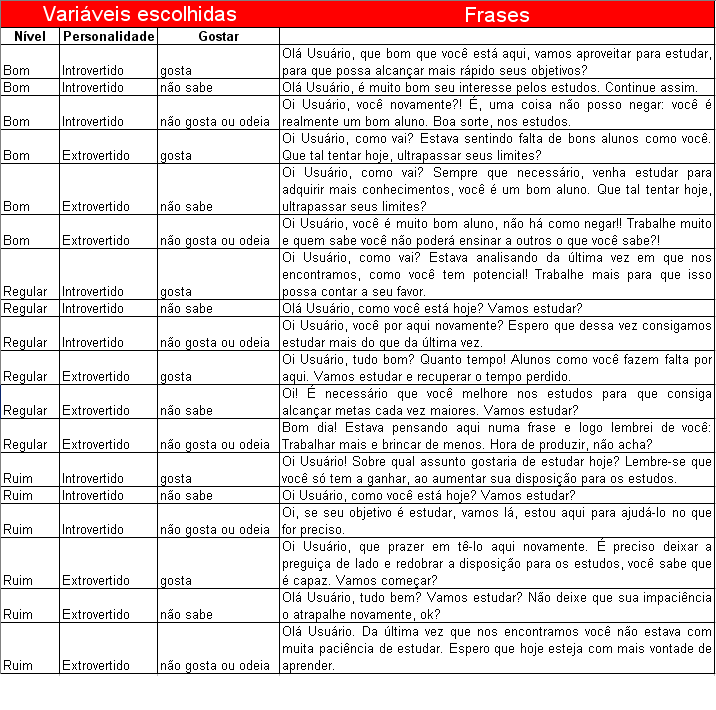 Variáveis escolhidas Frases
Nível Personalidade Gostar
Olá Usuário, que bom que você está aqui, vamos aproveitar para estudar,
Bom Introvertido gosta para que possa alcançar mais rápido seus objetivos?
Bom Introvertido não sabe Olá Usuário, é muito bom seu interesse pelos estudos. Continue assim.
Oi Usuário, você novamente?! É, uma coisa não posso negar: você é
Bom Introvertido não gosta ou odeia realmente um bom aluno. Boa sorte, nos estudos.
Oi Usuário, como vai? Estava sentindo falta de bons alunos como você.
Bom Extrovertido gosta Que tal tentar hoje, ultrapassar seus limites?
Oi Usuário, como vai? Sempre que necessário, venha estudar para
adquirir mais conhecimentos, você é um bom aluno. Que tal tentar hoje,
Bom Extrovertido não sabe ultrapassar seus limites?
Oi Usuário, você é muito bom aluno, não há como negar!! Trabalhe muito
Bom Extrovertido não gosta ou odeia e quem sabe você não poderá ensinar a outros o que você sabe?!
Oi Usuário, como vai? Estava analisando da última vez em que nos
encontramos, como você tem potencial! Trabalhe mais para que isso
Regular Introvertido gosta possa contar a seu favor.
Regular Introvertido não sabe Olá Usuário, como você está hoje? Vamos estudar?
Oi Usuário, você por aqui novamente? Espero que dessa vez consigamos
Regular Introvertido não gosta ou odeia estudar mais do que da última vez.
Oi Usuário, tudo bom? Quanto tempo! Alunos como você fazem falta por
Regular Extrovertido gosta aqui. Vamos estudar e recuperar o tempo perdido.
Oi! É necessário que você melhore nos estudos para que consiga
Regular Extrovertido não sabe alcançar metas cada vez maiores. Vamos estudar?
Bom dia! Estava pensando aqui numa frase e logo lembrei de você:
Regular Extrovertido não gosta ou odeia Trabalhar mais e brincar de menos. Hora de produzir, não acha?
Oi Usuário! Sobre qual assunto gostaria de estudar hoje? Lembre-se que
Ruim Introvertido gosta você só tem a ganhar, ao aumentar sua disposição para os estudos.
Ruim Introvertido não sabe Oi Usuário, como você está hoje? Vamos estudar?
Oi, se seu objetivo é estudar, vamos lá, estou aqui para ajudá-lo no que
Ruim Introvertido não gosta ou odeia for preciso.
Oi Usuário, que prazer em tê-lo aqui novamente. É preciso deixar a
preguiça de lado e redobrar a disposição para os estudos, você sabe que
Ruim Extrovertido gosta é capaz. Vamos começar?
Olá Usuário, tudo bem? Vamos estudar? Não deixe que sua impaciência
Ruim Extrovertido não sabe o atrapalhe novamente, ok?
Olá Usuário. Da última vez que nos encontramos você não estava com
muita paciência de estudar. Espero que hoje esteja com mais vontade de
Ruim Extrovertido não gosta ou odeia aprender.